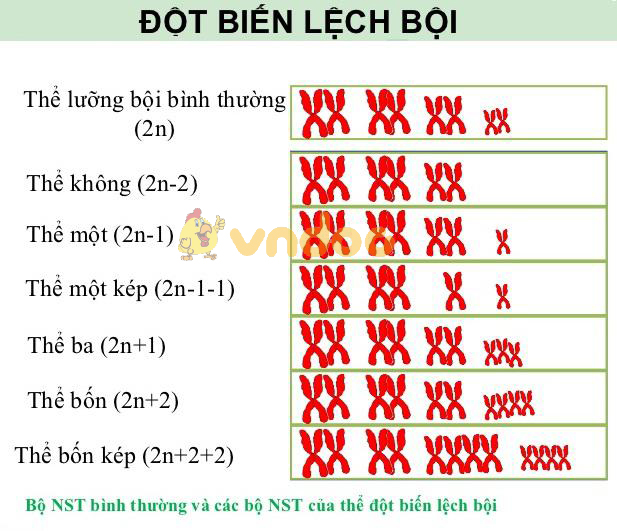 ĐỘT BIẾN LỆCH BỘI
Thể lưỡng bội bình thường
(2n)
Thể không (2n-2)
Thể một (2n-1)
vndoc
Thể một kép (2n-1-1)
Thể ba (2n+1)
Thể bốn (2n+2)
Thể bốn kép (2n+2+2)
Bộ NST bình thường và các bộ NST của thể đột biến lệch bội